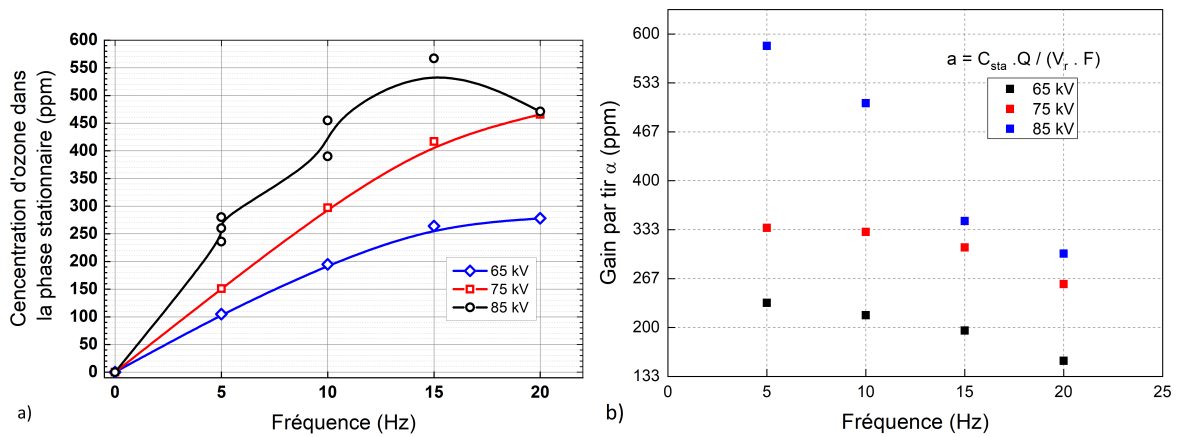 600
550
500
450
400
350
300
250
200
150
100
50
0
0 5 10 15 20
Cencentration d'ozone dans
la phase stationnaire (ppm)
Fréquence (Hz)
65 kV
75 kV
85 kV
a)
600
533
467
400
333
267
200
133
0 5 10 15 20 25
Gain par tir α (ppm)
Fréquence (Hz)
a = Csta .Q / (Vr . F)
65 kV
75 kV
85 kV
b)